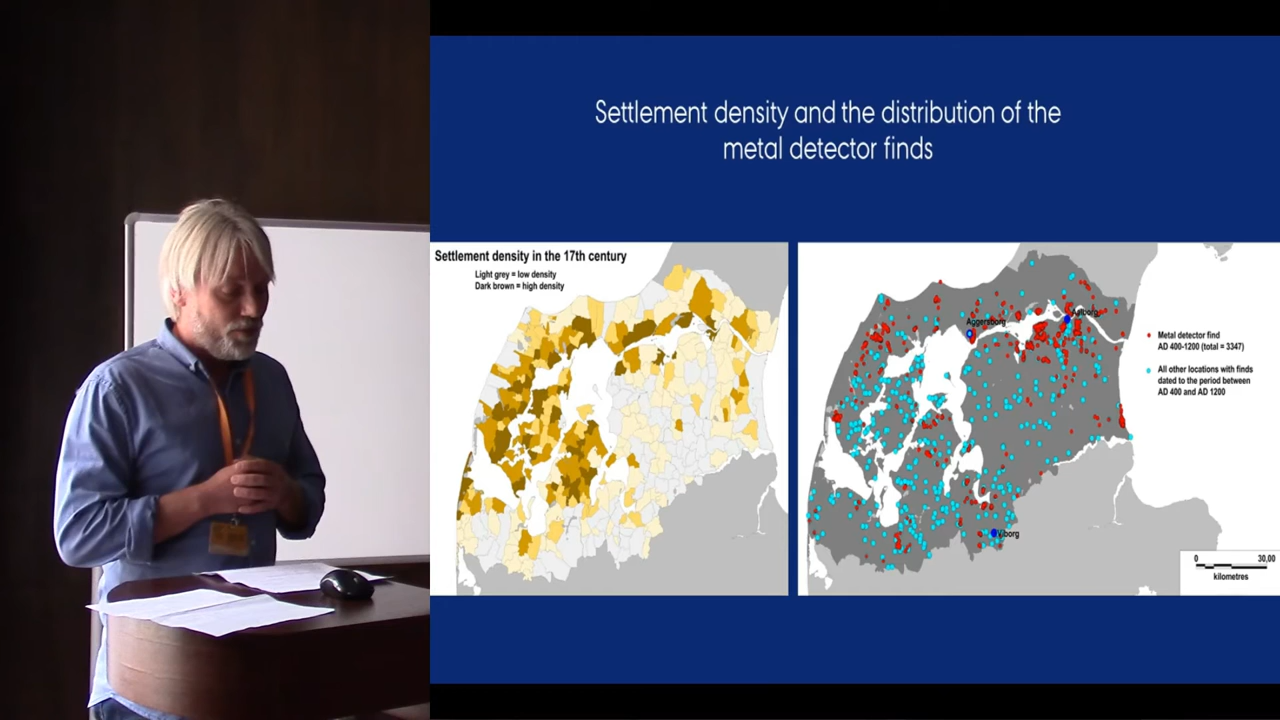 Settlement density and the distribution of the
metal detector finds
Settlement density in the 17th century
Light grey = low density
Dark brown = high density
Aggersborg
Aalborg
Viborg
Metal detector find
AD 400-1200 (total = 3347)
All other locations with finds
dated to the period between
AD 400 and AD 1200
0 30,00
kilometres